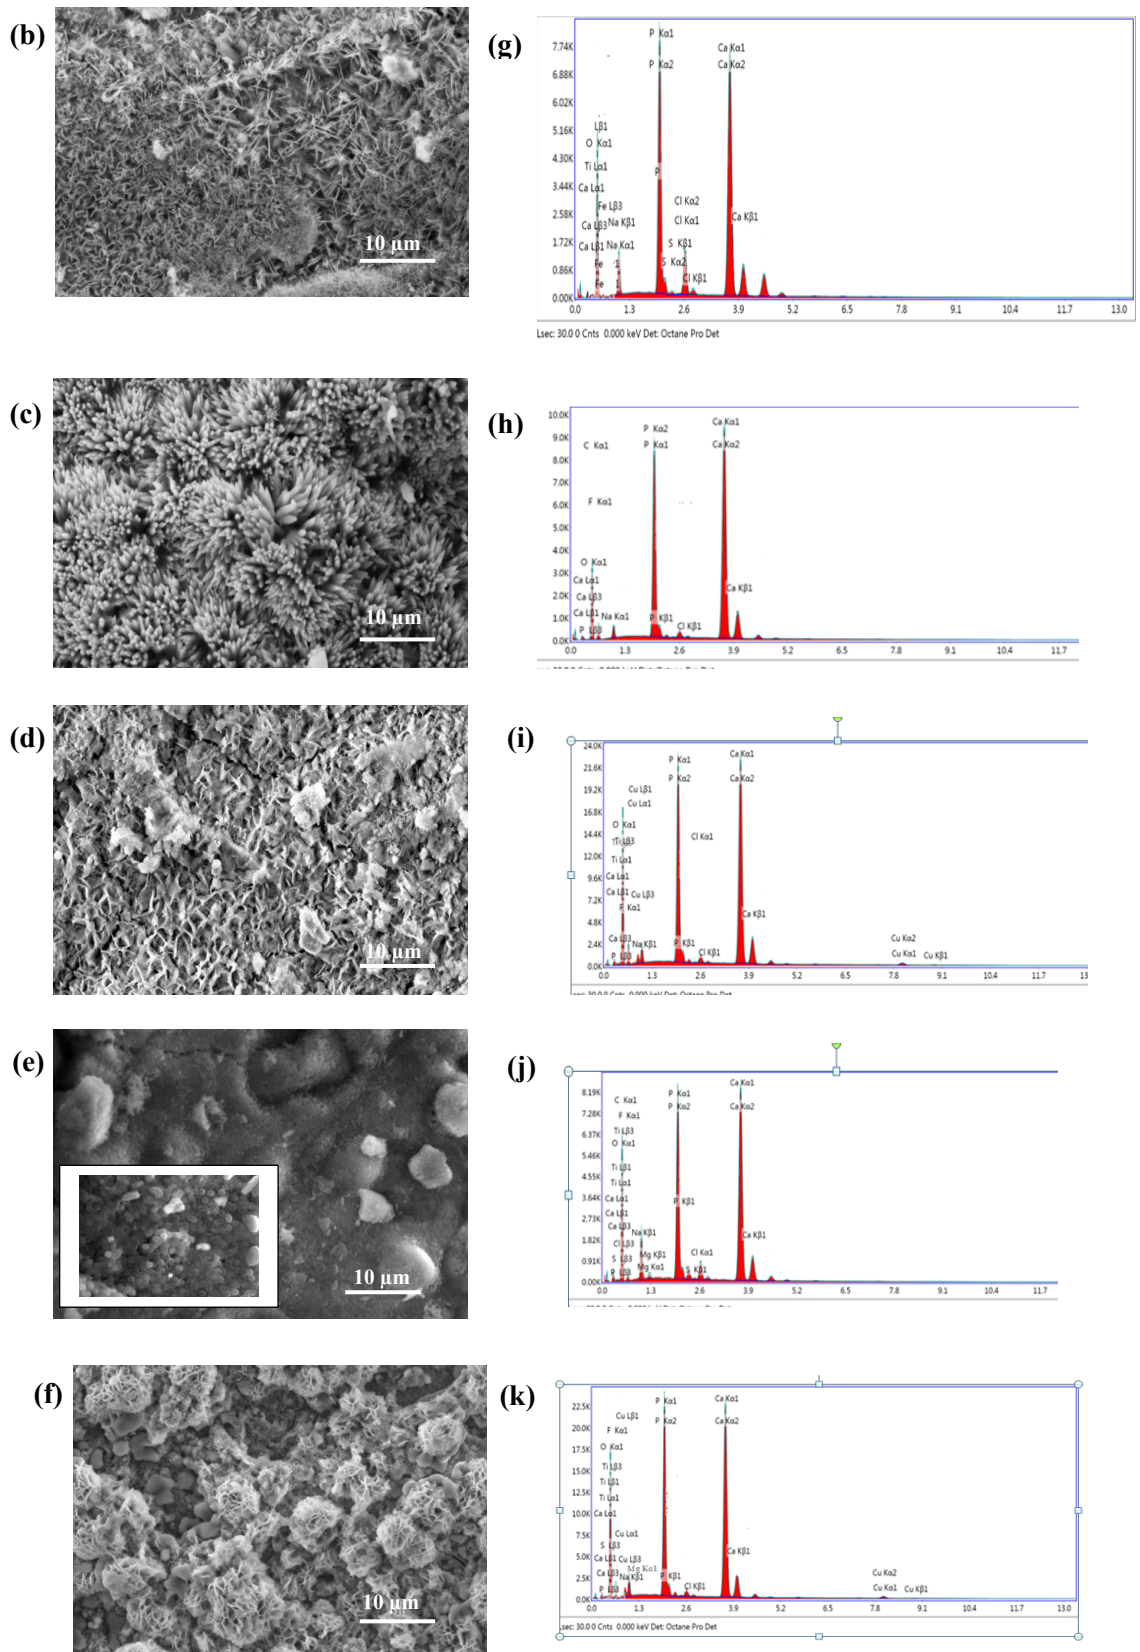 (b)
10 µm
(g)
P Kα1
Ca Kα1
7.74K
P Kα2
Ca Kα2
6.88K
6.02K
Lβ1
5.16K
O Kα1
4.30K
Ti Lα1
P
Ca Lα1
3.44K
Cl Kα2
Fe Lβ3
2.58K
Ca Lβ3
Na Kβ1
Cl Kα1
Ca Kβ1
1.72K
Ca Lβ1
Na Kα1
S Kβ1
0.86K
Fe
1
S Kα2
Fe
1
Cl Kβ1
0.00K
0.0 1.3 2.6 3.9 5.2 6.5 7.8 9.1 10.4 11.7 13.0
Lsec: 30.0 0 Cnts 0.000 keV Det: Octane Pro Det
(c)
10 µm
(h)
10.0K
P Kα2
Ca Kα1
9.0K
C Kα1
P Kα1
Ca Kα2
8.0K
7.0K
F Kα1
6.0K
5.0K
4.0K
O Kα1
3.0K
Ca Lα1
Ca Lβ3
Ca Kβ1
2.0K
Ca Lβ1
Na Kα1
P Kβ1
1.0K
P Lβ3
Cl Kβ1
0.0K
0.0 1.3 2.6 3.9 5.2 6.5 7.8 9.1 10.4 11.7
(d)
10 µm
(i)
24.0K
P Kα1
Ca Kα1
21.6K
P Kα2
Ca Kα2
19.2K
Cu Lβ1
Cu Lα1
16.8K
O Kα1
14.4K
Ti Lβ3
Cl Kα1
12.0K
Ti Lα1
9.6K
Ca Lα1
Ca Lβ1
Cu Lβ3
7.2K
F Kα1
Ca Kβ1
4.8K
Ca Lβ3
Na Kβ1
P Kβ1
Cu Kα2
2.4K
P Lβ3
Cl Kβ1
Cu Kα1
Cu Kβ1
0.0K
0.0 1.3 2.6 3.9 5.2 6.5 7.8 9.1 10.4 11.7 13
Lsec: 30.0 0 Cnts 0.000 keV Det: Octane Pro Det
(e)
10 µm
(j)
8.19K
C Kα1
P Kα1
Ca Kα1
7.28K
F Kα1
P Kα2
Ca Kα2
6.37K
Ti Lβ3
O Kα1
5.46K
Ti Lβ1
4.55K
Ti Lα1
3.64K
Ca Lα1
P Kβ1
2.73K
Ca Lβ1
Ca Lβ3
Na Kβ1
1.82K
Cl Lβ3
Ca Kβ1
0.91K
S Lβ3
Mg Kβ1
Cl Kα1
P Lβ3
Mg Kα1
S Kβ1
0.00K
0.0 1.3 2.6 3.9 5.2 6.5 7.8 9.1 10.4 11.7
(f)
10 µm
(k)
22.5K
Cu Lβ1
P Kα1
Ca Kα1
20.0K
F Kα1
P Kα2
Ca Kα2
17.5K
O Kα1
15.0K
Ti Lβ3
12.5K
Ti Lβ1
Ti Lα1
10.0K
Ca Lα1
7.5K
Cu Lα1
S Lβ3
5.0K
Ca Lβ1
Cu Lβ3
Ca Kβ1
2.5K
Ca Lβ3
Mg Kα1
Na Kβ1
P Kβ1
Cu Kα2
P Lβ3
Cl Kβ1
Cu Kα1
Cu Kβ1
0.0K
0.0 1.3 2.6 3.9 5.2 6.5 7.8 9.1 10.4 11.7 13.0
Lsec: 30.0 0 Cnts 0.000 keV Det: Octane Pro Det